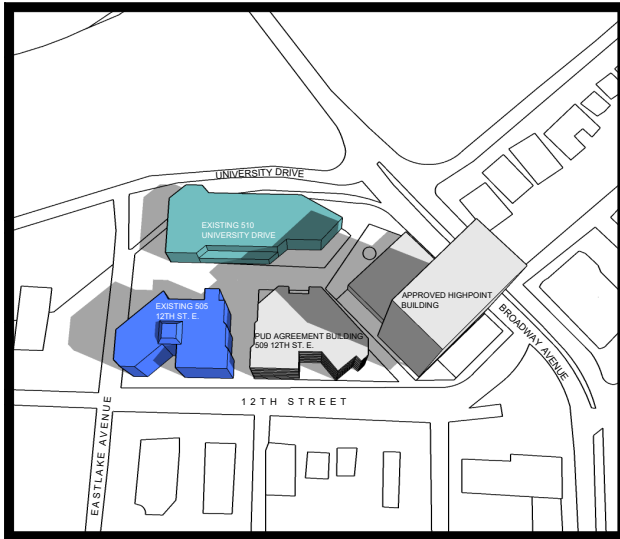 UNIVERSITY DRIVE
EXISTING 510
UNIVERSITY DRIVE
APPROVED HIGHPOINT
BUILDING
EXISTING 505
12TH ST. E.
PUD AGREEMENT BUILDING
509 12TH ST. E.
BROADWAY AVENUE
12TH STREET
EASTLAKE AVENUE